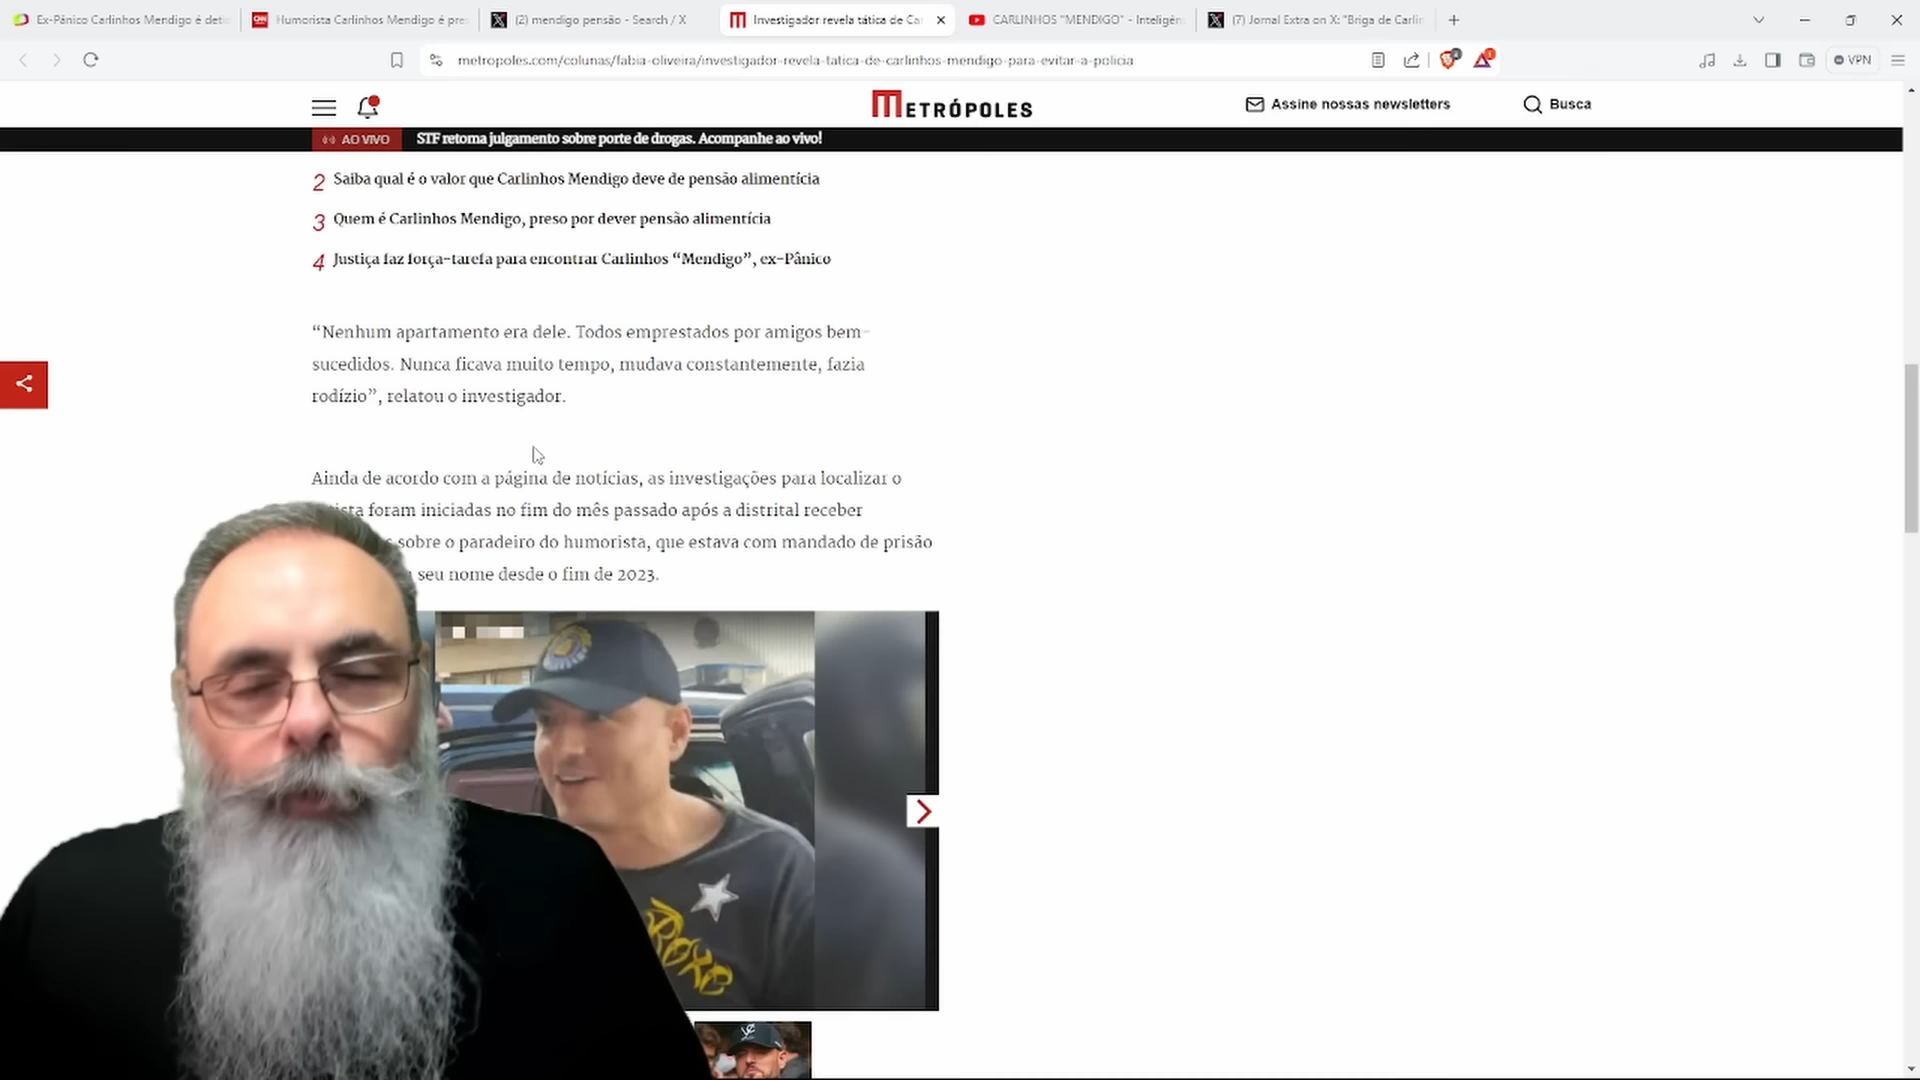 Ex-Pânico Carlinhos Mendigo é deti
Humorista Carlinhos Mendigo é pre
(2) mendigo pensão - Search / X
Investigador revela tática de Ca
CARLINHOS "MENDIGO" - Inteligên
(7) Jornal Extra on X: "Briga de Carlin
metropoles.com/colunas/fabia-oliveira/investigador-revela-tatica-de-carlinhos-mendigo-para-evitar-a-policia
VPN
METRÓPOLES
Assine nossas newsletters
Busca
AO VIVO
STF retoma julgamento sobre porte de drogas. Acompanhe ao vivo!
2 Saiba qual é o valor que Carlinhos Mendigo deve de pensão alimentícia
3 Quem é Carlinhos Mendigo, preso por dever pensão alimentícia
4 Justiça faz força-tarefa para encontrar Carlinhos “Mendigo”, ex-Pânico
“Nenhum apartamento era dele. Todos emprestados por amigos bem-
sucedidos. Nunca ficava muito tempo, mudava constantemente, fazia
rodízio”, relatou o investigador.
Ainda de acordo com a página de notícias, as investigações para localizar o
foram iniciadas no fim do mês passado após a distrital receber
sobre o paradeiro do humorista, que estava com mandado de prisão
seu nome desde o fim de 2023.